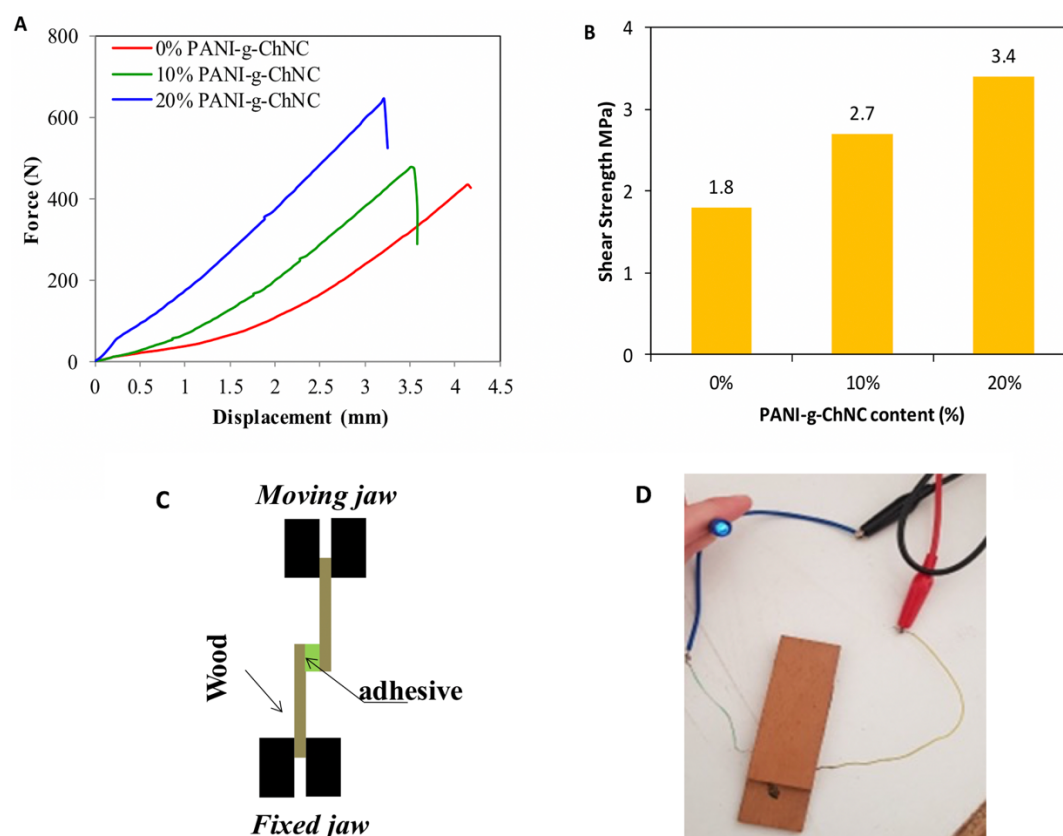 A
800
600
400
200
0
Force (N)
0% PANI-g-ChNC
10% PANI-g-ChNC
20% PANI-g-ChNC
0 0.5 1 1.5 2 2.5 3 3.5 4 4.5
Displacement (mm)
B
4
3
2
1
0
Shear Strength MPa)
1.8
2.7
3.4
0% 10% 20%
PANI-g-ChNC content (%)
C
Moving jaw
Wood
adhesive
Fixed jaw
D